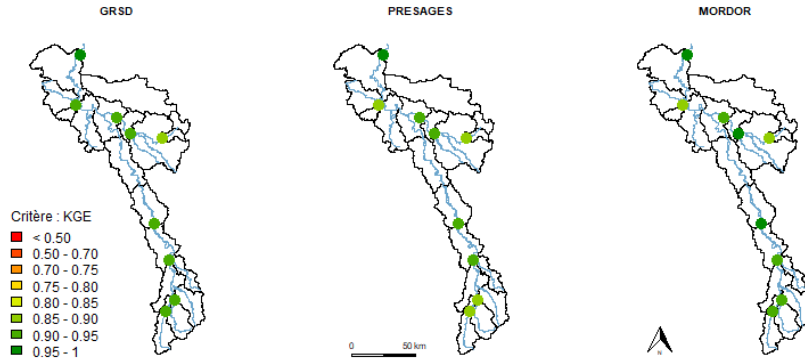 GRSD
PRESAGES
MORDOR
Critère : KGE
< 0.50
0.50 - 0.70
0.70 - 0.75
0.75 - 0.80
0.80 - 0.85
0.85 - 0.90
0.90 - 0.95
0.95 - 1
0 50 km
N